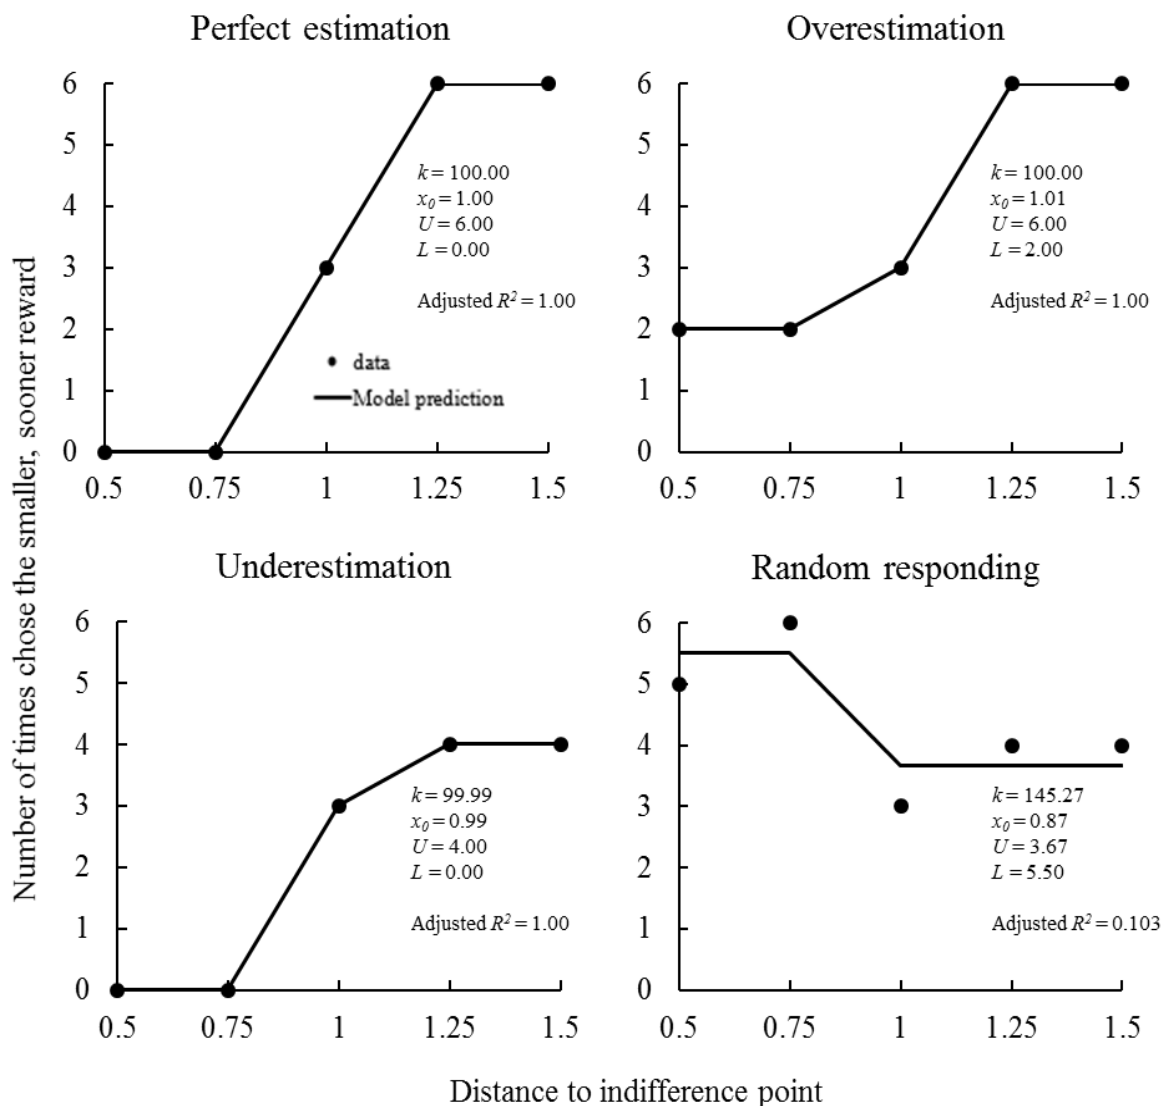 Perfect estimation
Overestimation
Number of times chose the smaller, sooner reward
6
5
4
3
2
1
0
k = 100.00
x0 = 1.00
U = 6.00
L = 0.00
Adjusted R2 = 1.00
data
Model prediction
0.5 0.75 1 1.25 1.5
6
5
4
3
2
1
0
k = 100.00
x0 = 1.01
U = 6.00
L = 2.00
Adjusted R2 = 1.00
0.5 0.75 1 1.25 1.5
Underestimation
Random responding
6
5
4
3
2
1
0
k = 99.99
x0 = 0.99
U = 4.00
L = 0.00
Adjusted R2 = 1.00
0.5 0.75 1 1.25 1.5
6
5
4
3
2
1
0
k = 145.27
x0 = 0.87
U = 3.67
L = 5.50
Adjusted R2 = 0.103
0.5 0.75 1 1.25 1.5
Distance to indifference point